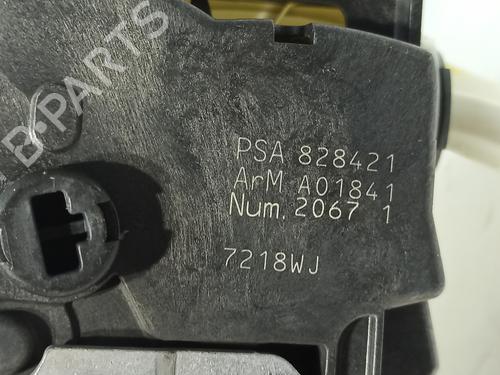 PSA 828421
ArM A01841
Num. 2067 1
7218WJ
B-PARTS